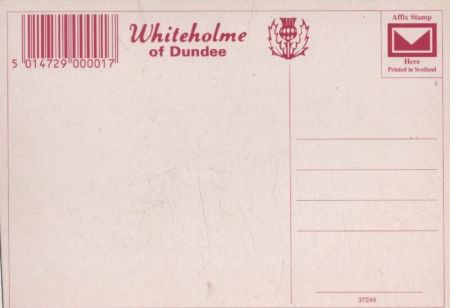 Whiteholme
of Dundee
5 014729 000017
Affix Stamp
Here
Printed in Scotland
37244